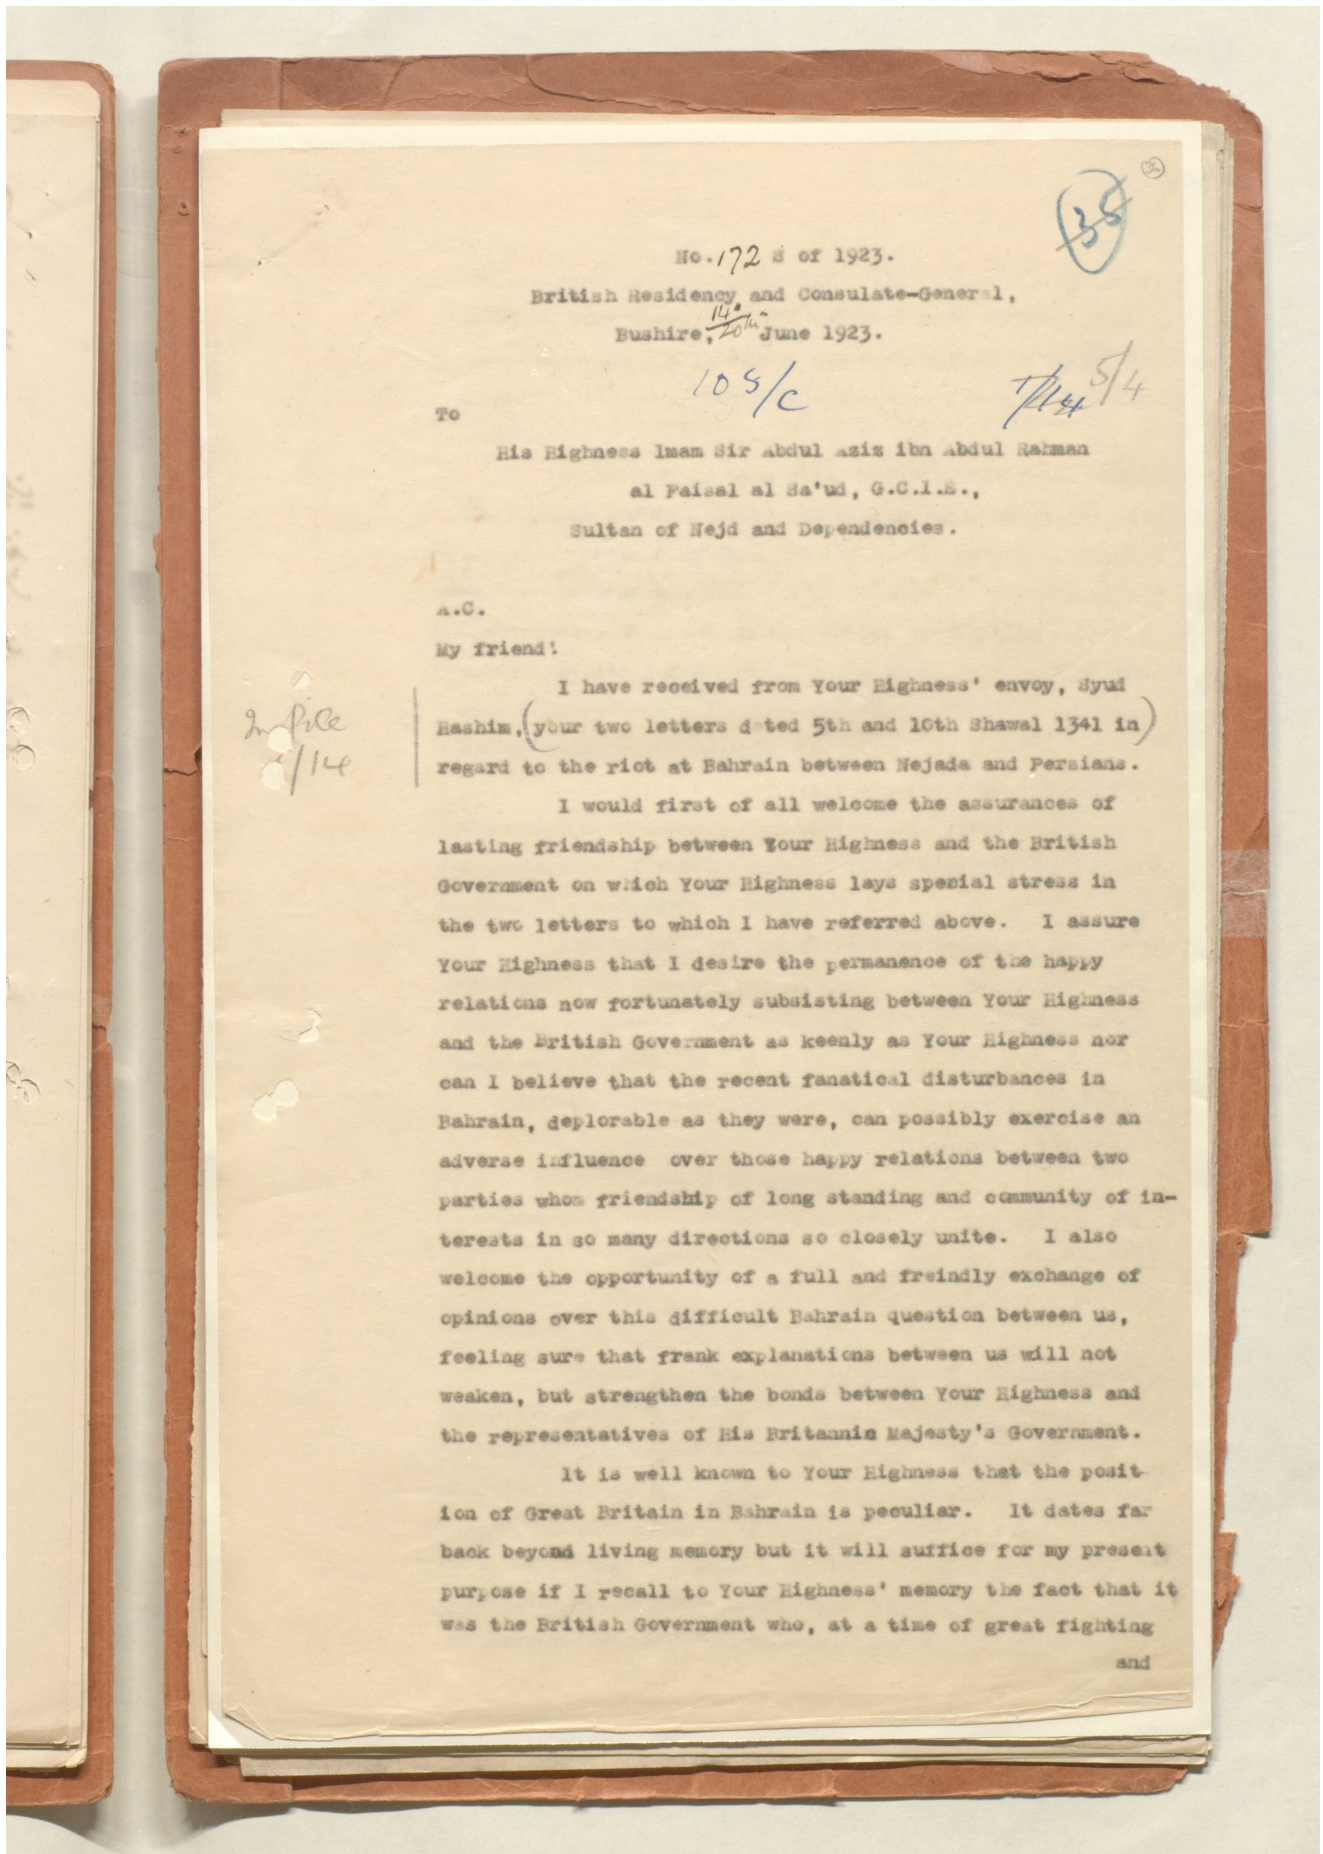 35
No. 172 S of 1923.
British Residency and Consulate-General,
Bushire, 14. 20th June 1923.
10 S/C
5/4
To
His Highness Imam Sir Abdul Aziz ibn Abdul Rahman
al Faisal al Sa'ud, G.C.I.E.,
Sultan of Nejd and Dependencies.
A.C.
My friend!
I have received from Your Highness' envoy, Syud
Hashim, (your two letters dated 5th and 10th Shawal 1341 in)
regard to the riot at Bahrain between Nejads and Persians.
In file
/14
I would first of all welcome the assurances of
lasting friendship between Your Highness and the British
Government on which Your Highness lays special stress in
the two letters to which I have referred above. I assure
Your Highness that I desire the permanence of the happy
relations now fortunately subsisting between Your Highness
and the British Government as keenly as Your Highness nor
can I believe that the recent fanatical disturbances in
Bahrain, deplorable as they were, can possibly exercise an
adverse influence over those happy relations between two
parties whom friendship of long standing and community of in-
terests in so many directions so closely unite. I also
welcome the opportunity of a full and freindly exchange of
opinions over this difficult Bahrain question between us,
feeling sure that frank explanations between us will not
weaken, but strengthen the bonds between Your Highness and
the representatives of His Britannic Majesty's Government.
It is well known to Your Highness that the posit-
ion of Great Britain in Bahrain is peculiar. It dates far
back beyond living memory but it will suffice for my present
purpose if I recall to Your Highness' memory the fact that it
was the British Government who, at a time of great fighting
and